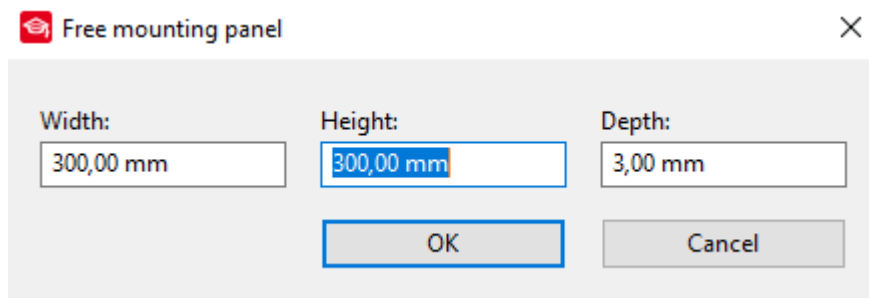 Free mounting panel
Width: Height: Depth:
300,00 mm 300,00 mm 3,00 mm
OK Cancel